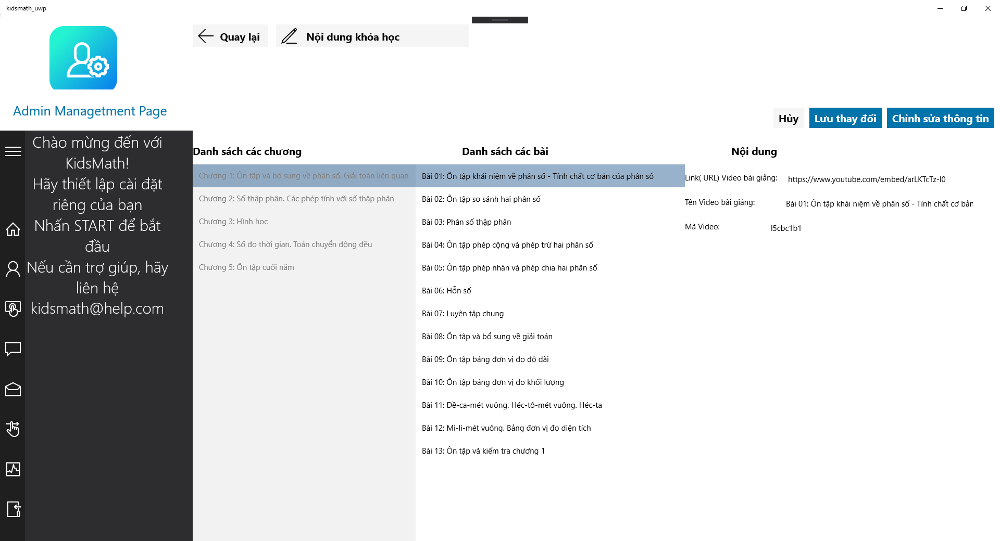 kidsmath_uwp
Quay lại
Nội dung khóa học
Admin Managetment Page
Hủy
Lưu thay đổi
Chỉnh sửa thông tin
Chào mừng đến với
KidsMath!
Hãy thiết lập cài đặt
riêng của bạn
Nhấn START để bắt
đầu
Nếu cần trợ giúp, hãy
liên hệ
kidsmath@help.com
Danh sách các chương
Chương 1: Ôn tập và bổ sung về phân số. Giải toán liên quan
Chương 2: Số thập phân. Các phép tính với số thập phân
Chương 3: Hình học
Chương 4: Số đo thời gian. Toán chuyển động đều
Chương 5: Ôn tập cuối năm
Danh sách các bài
Bài 01: Ôn tập khái niệm về phân số - Tính chất cơ bản của phân số
Bài 02: Ôn tập so sánh hai phân số
Bài 03: Phân số thập phân
Bài 04: Ôn tập phép cộng và phép trừ hai phân số
Bài 05: Ôn tập phép nhân và phép chia hai phân số
Bài 06: Hỗn số
Bài 07: Luyện tập chung
Bài 08: Ôn tập và bổ sung về giải toán
Bài 09: Ôn tập bảng đơn vị đo độ dài
Bài 10: Ôn tập bảng đơn vị đo khối lượng
Bài 11: Đề-ca-mét vuông. Héc-tô-mét vuông. Héc-ta
Bài 12: Mi-li-mét vuông. Bảng đơn vị đo diện tích
Bài 13: Ôn tập và kiểm tra chương 1
Nội dung
Link( URL) Video bài giảng: https://www.youtube.com/embed/arLKTcTz-I0
Tên Video bài giảng: Bài 01: Ôn tập khái niệm về phân số - Tính chất cơ bản
Mã Video: l5cbc1b1